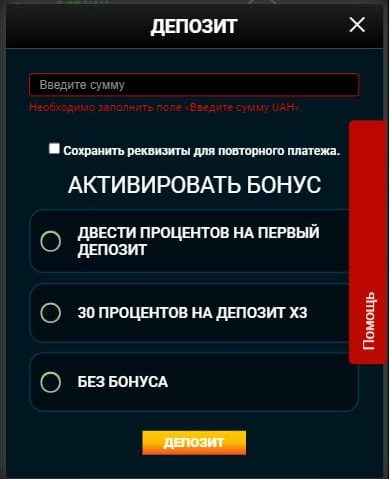 ДЕПОЗИТ
Введите сумму
Необходимо заполнить поле «Введите сумму UAH».
Сохранить реквизиты для повторного платежа.
АКТИВИРОВАТЬ БОНУС
ДВЕСТИ ПРОЦЕНТОВ НА ПЕРВЫЙ
ДЕПОЗИТ
30 ПРОЦЕНТОВ НА ДЕПОЗИТ X3
БЕЗ БОНУСА
Помощь
ДЕПОЗИТ